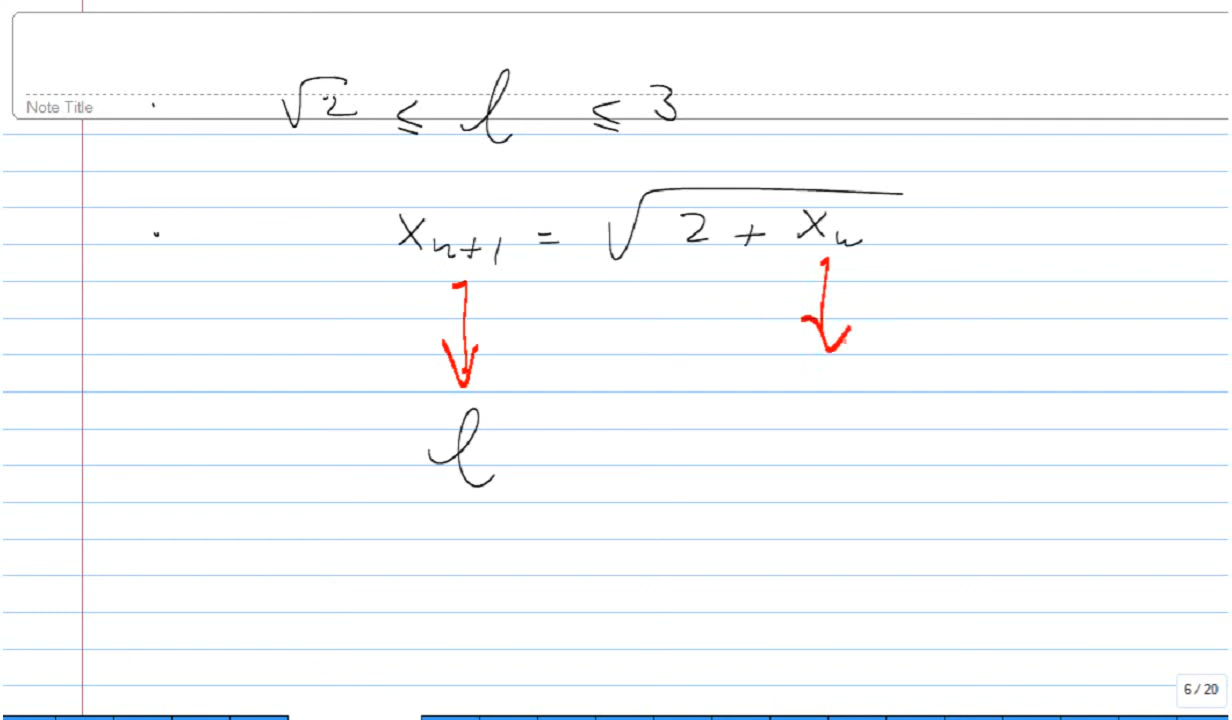 √2 ≤ l ≤ 3
Note Title
x_{n+1} = √(2 + x_n)
l
6 / 20